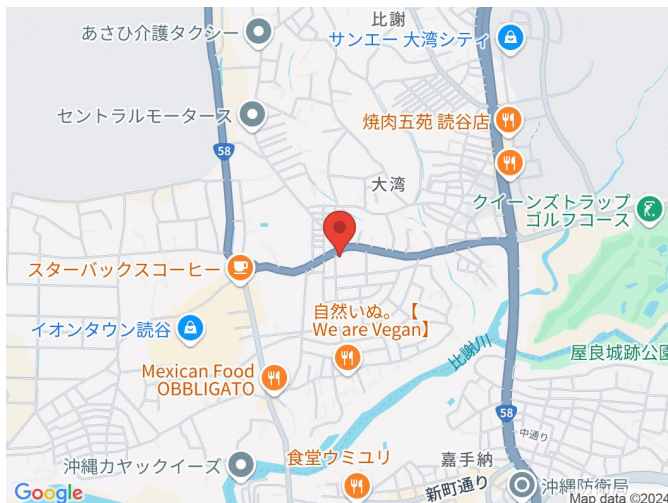 比謝
あさひ介護タクシー
サンエー 大湾シティ
セントラルモータース
焼肉五苑 読谷店
58
大湾
クイーンズトラップ
ゴルフコース
スターバックスコーヒー
自然いぬ。【
We are Vegan】
イオンタウン読谷
比謝川
屋良城跡公園
Mexican Food
OBBLIGATO
58
中通り
嘉手納
食堂ウミユリ
沖縄カヤックイーズ
新町通り
沖縄防衛局
Google
Map data ©2024